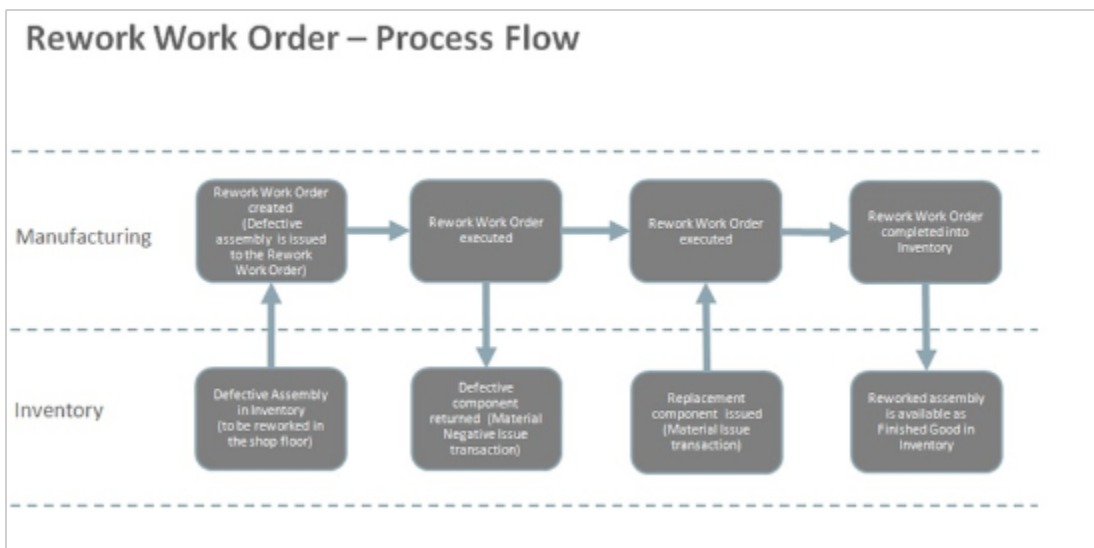 Rework Work Order – Process Flow
Manufacturing
Rework Work Order
created
(Defective
assembly is issued
to the Rework
Work Order)
Rework Work Order
executed
Rework Work Order
executed
Rework Work Order
completed into
Inventory
Inventory
Defective Assembly
in Inventory
(to be reworked in
the shop floor)
Defective
component
returned (Material
Negative Issue
transaction)
Replacement
component issued
(Material Issue
transaction)
Reworked assembly
is available as
Finished Good in
Inventory